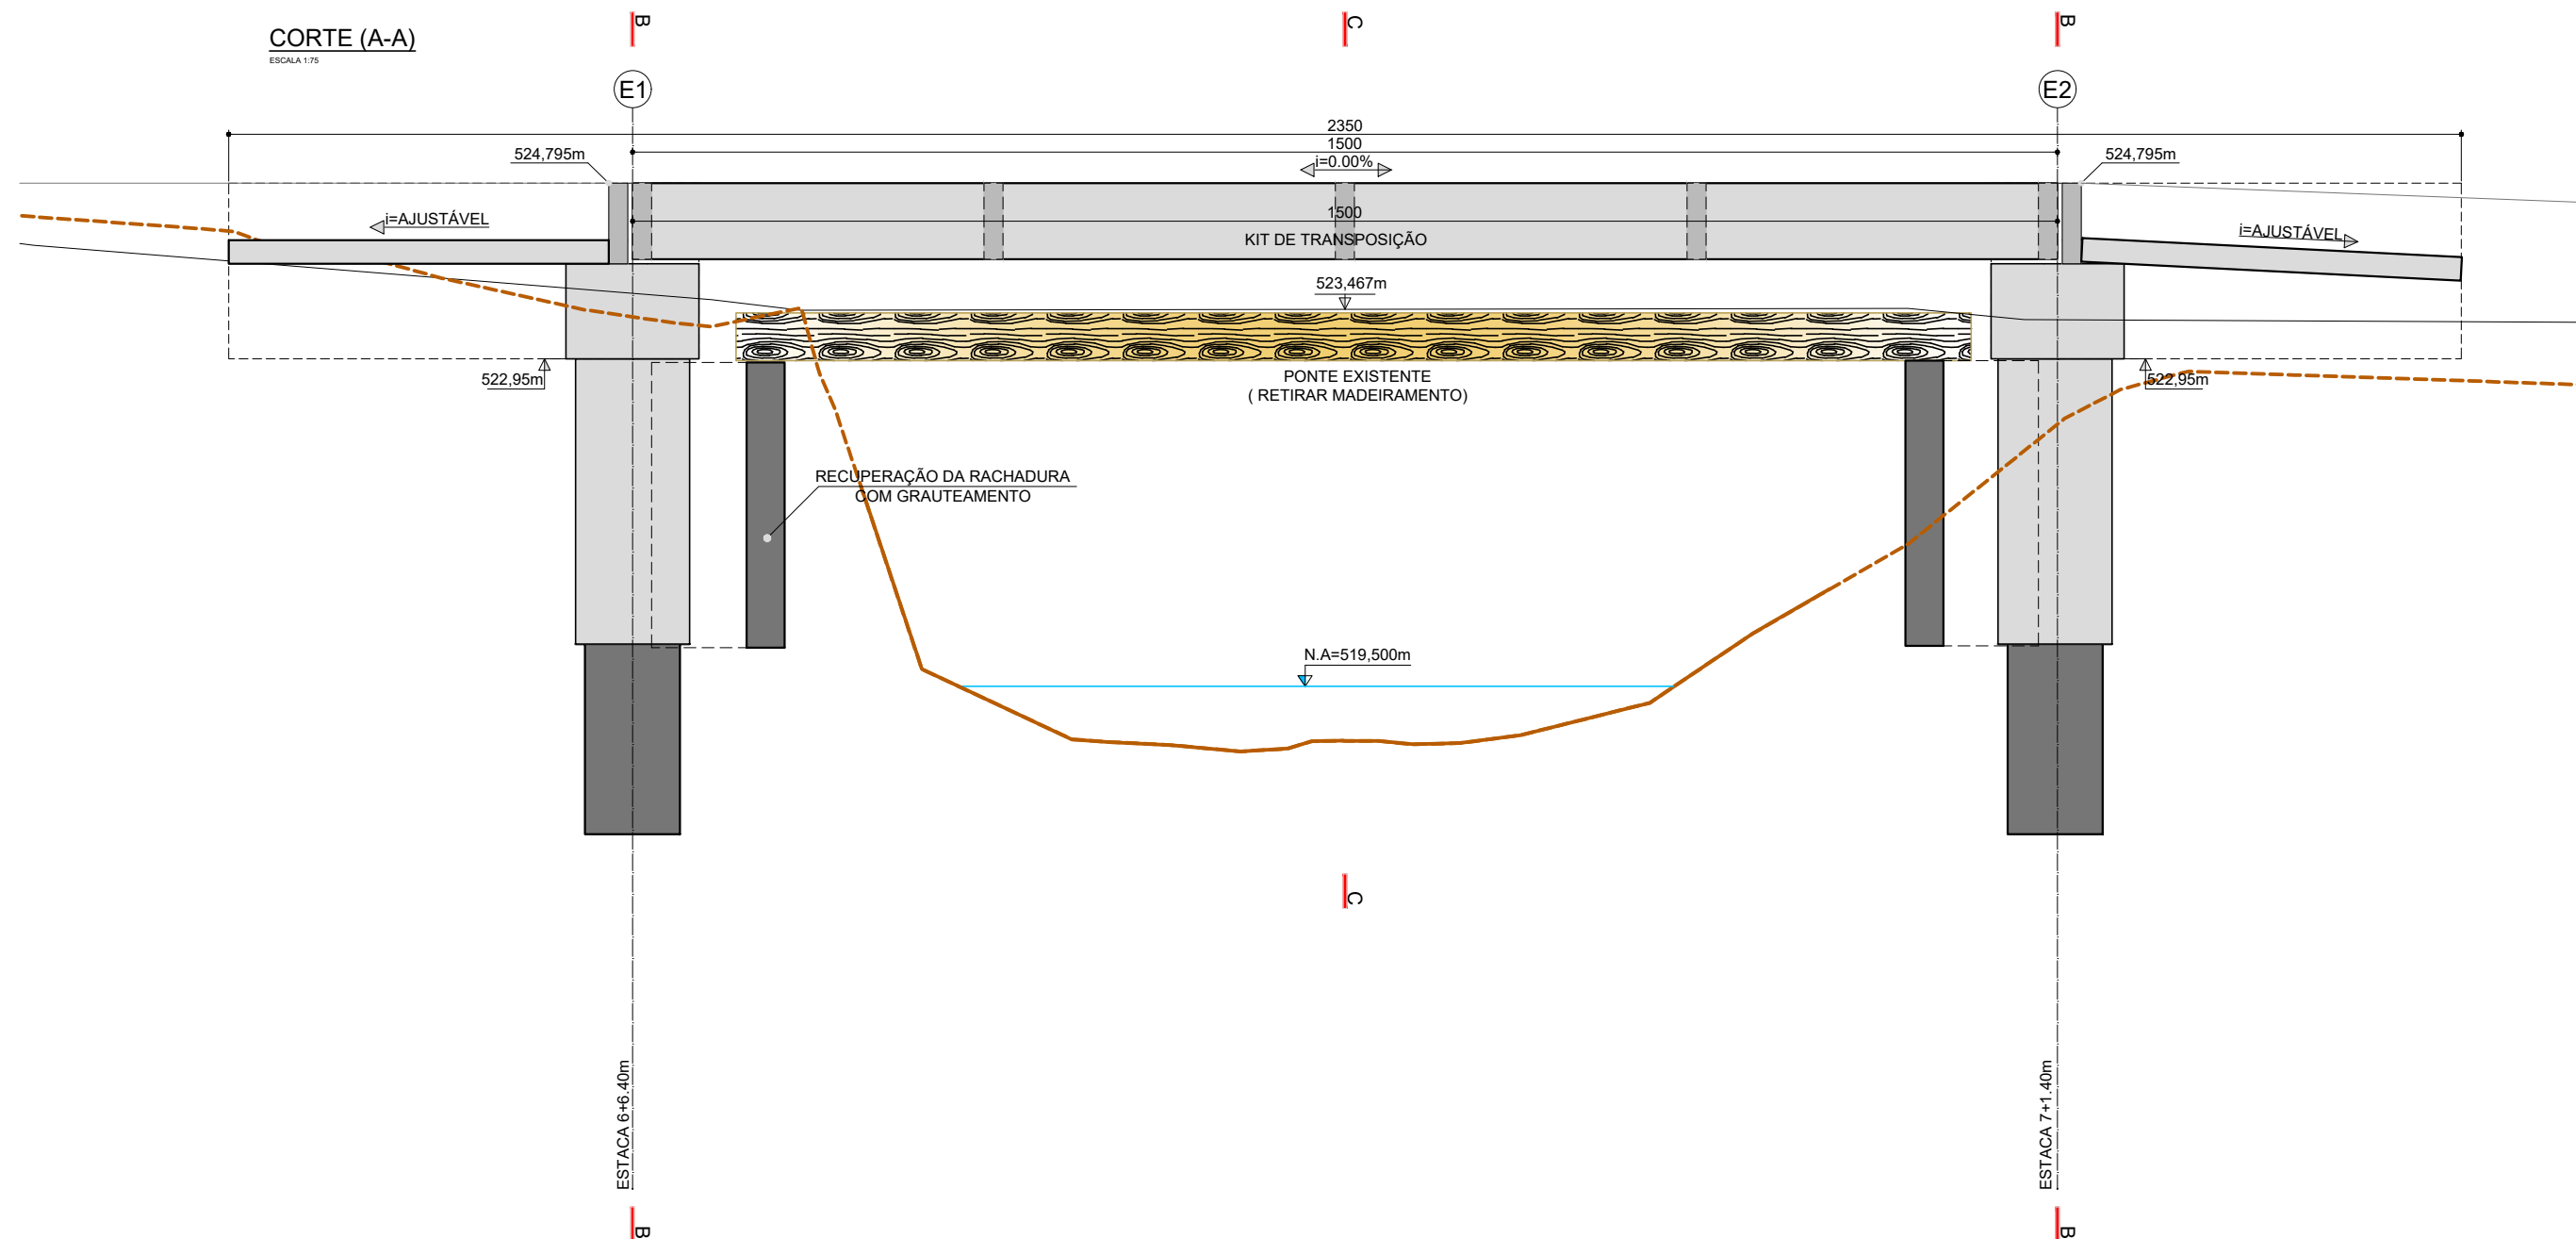 B
C
B
CORTE (A-A)
ESCALA 1:75
E1
E2
2350
1500
524,795m
i=0.00%
524,795m
i=AJUSTÁVEL
1500
i=AJUSTÁVEL
KIT DE TRANSPOSIÇÃO
523,467m
522,95m
PONTE EXISTENTE
( RETIRAR MADEIRAMENTO)
522,95m
RECUPERAÇÃO DA RACHADURA
COM GRAUTEAMENTO
N.A=519,500m
C
ESTACA 6+6.40m
ESTACA 7+1.40m
B
B